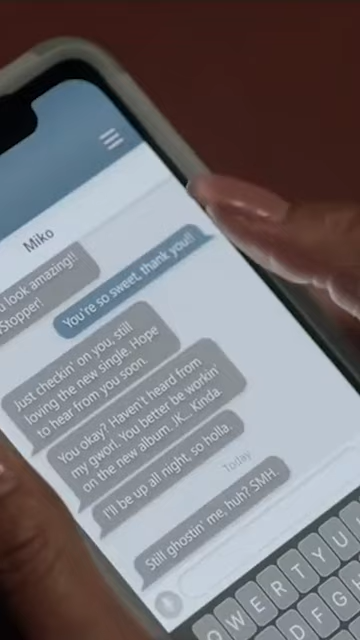 Miko
u look amazing!!
Stopper!
You're so sweet, thank you!!
Just checkin' on you, still
loving the new single. Hope
to hear from you soon.
You okay? Haven't heard from
my gworl. You better be workin'
on the new album. JK... Kinda.
I'll be up all night, so holla.
Today
Still ghostin' me, huh? SMH.
Q W E R T Y U
D F G H